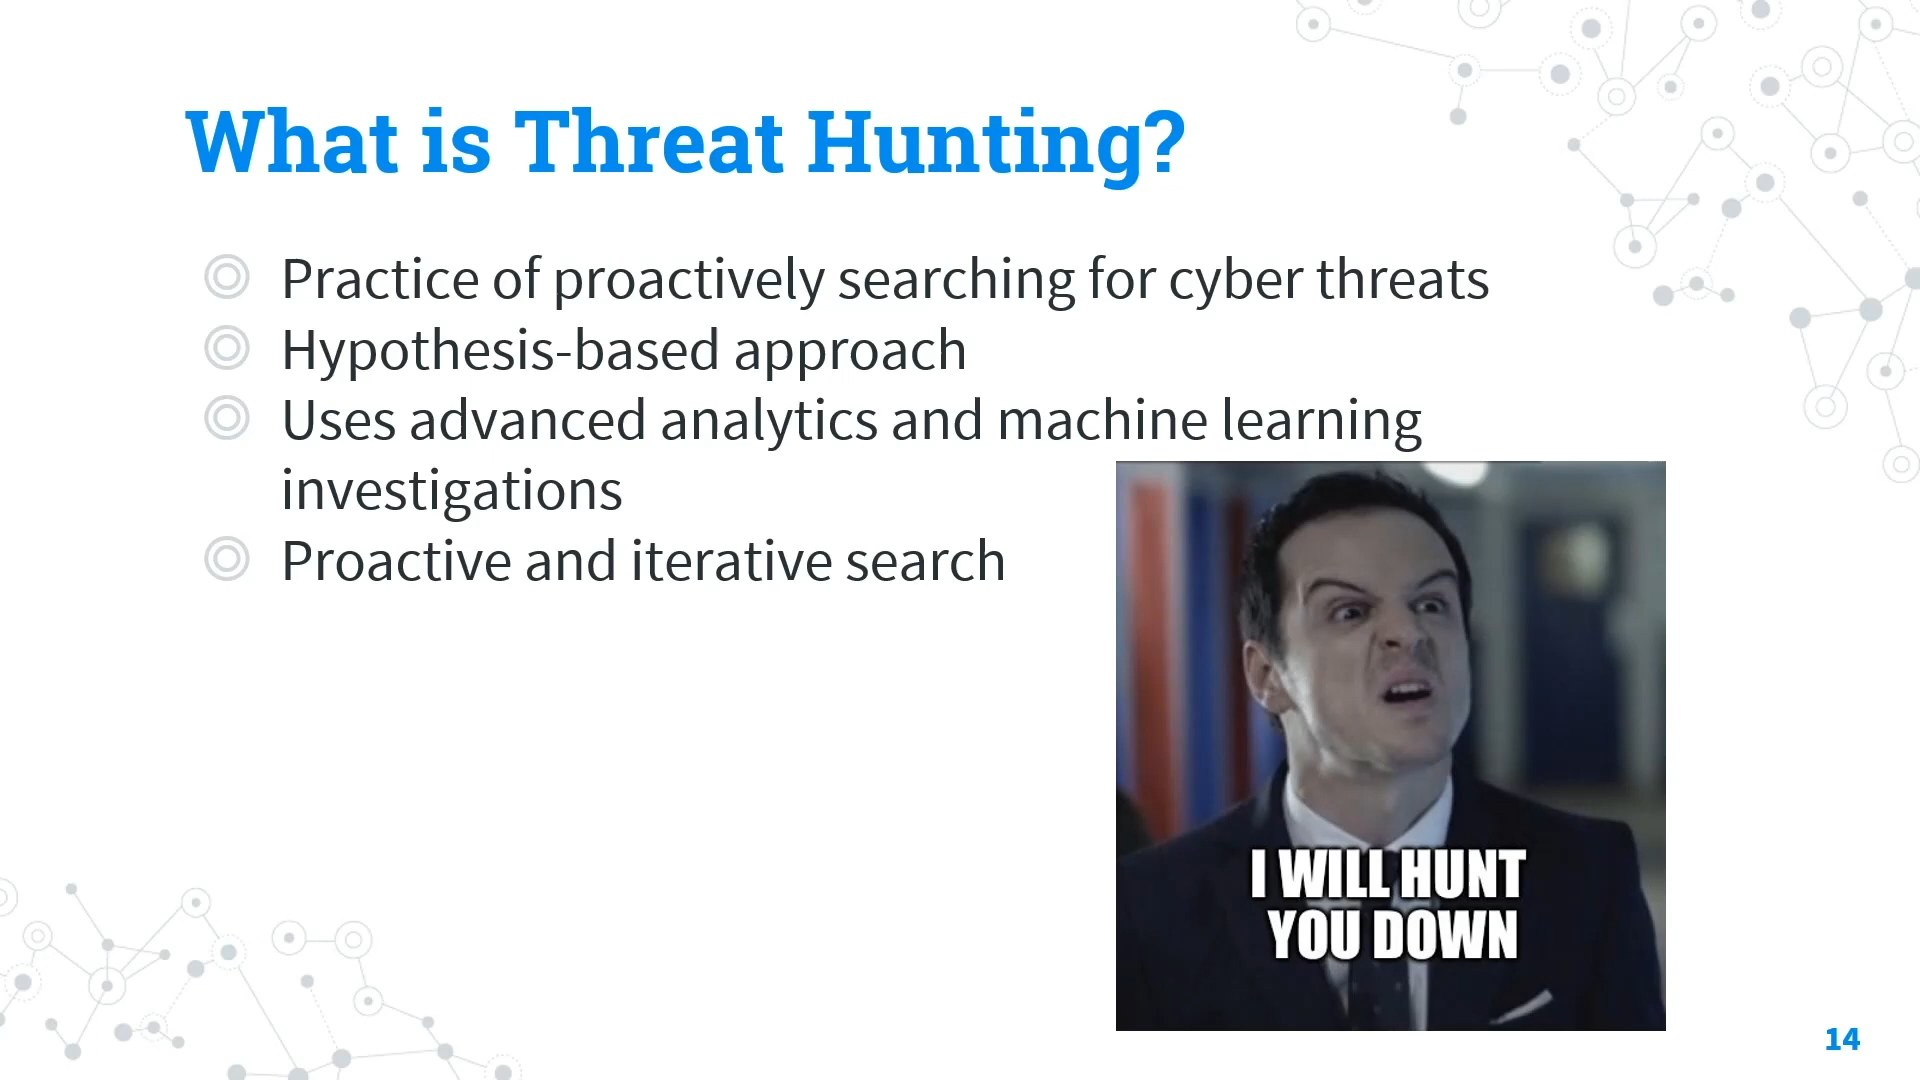 What is Threat Hunting?
Practice of proactively searching for cyber threats
Hypothesis-based approach
Uses advanced analytics and machine learning
investigations
Proactive and iterative search
I WILL HUNT
YOU DOWN
14